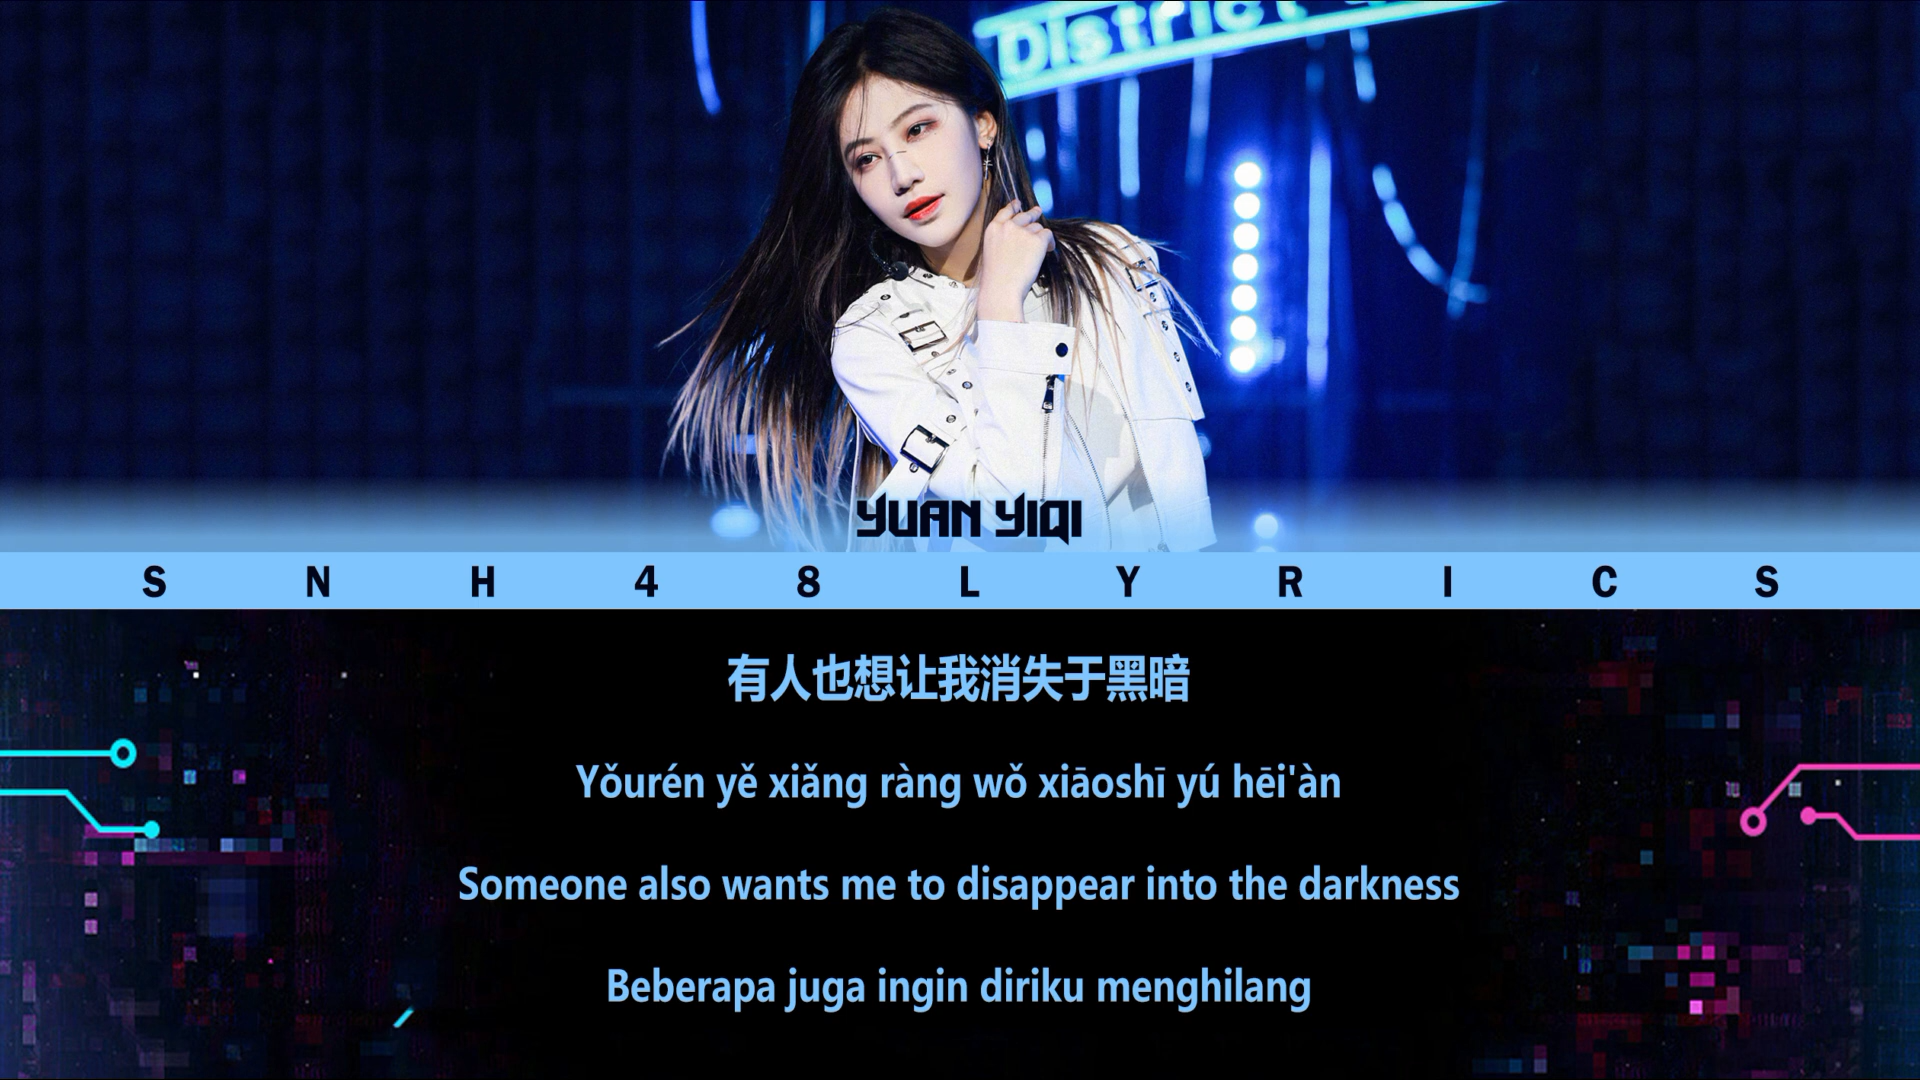 District
YUAN YIQI
S N H 4 8 L Y R I C S
有人也想让我消失于黑暗
Yǒurén yě xiǎng ràng wǒ xiāoshī yú hēi'àn
Someone also wants me to disappear into the darkness
Beberapa juga ingin diriku menghilang